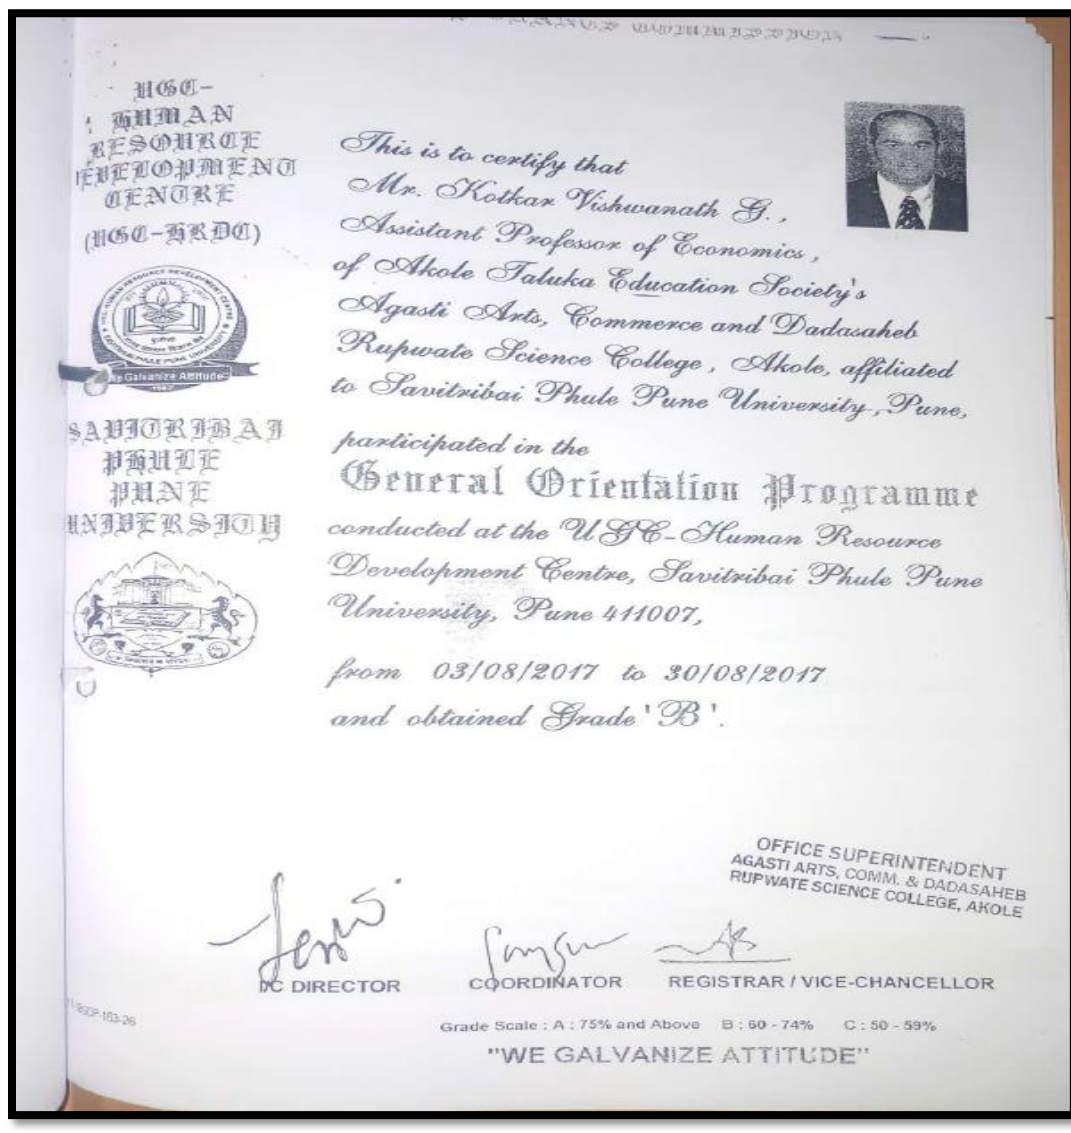 UGC-
HUMAN
RESOURCE
DEVELOPMENT
CENTRE
(UGC-HRDC)
We Galvanize Attitude
SAVITRIBAI
PHULE
PUNE
UNIVERSITY
This is to certify that
Mr. Kotkar Vishwanath G.,
Assistant Professor of Economics,
of Akole Taluka Education Society's
Agasti Arts, Commerce and Dadasaheb
Rupwate Science College, Akole, affiliated
to Savitribai Phule Pune University, Pune,
participated in the
General Orientation Programme
conducted at the UGC-Human Resource
Development Centre, Savitribai Phule Pune
University, Pune 411007,
from 03/08/2017 to 30/08/2017
and obtained Grade 'B'.
OFFICE SUPERINTENDENT
AGASTI ARTS, COMM. & DADASAHEB
RUPWATE SCIENCE COLLEGE, AKOLE
I/C DIRECTOR COORDINATOR REGISTRAR / VICE-CHANCELLOR
Grade Scale : A : 75% and Above B : 60 - 74% C : 50 - 59%
"WE GALVANIZE ATTITUDE"